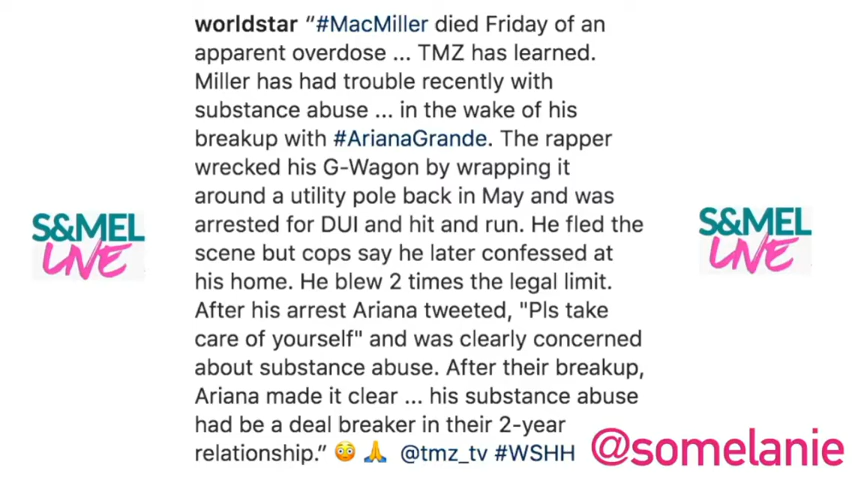 worldstar “#MacMiller died Friday of an
apparent overdose ... TMZ has learned.
Miller has had trouble recently with
substance abuse ... in the wake of his
breakup with #ArianaGrande. The rapper
wrecked his G-Wagon by wrapping it
around a utility pole back in May and was
arrested for DUI and hit and run. He fled the
scene but cops say he later confessed at
his home. He blew 2 times the legal limit.
After his arrest Ariana tweeted, "Pls take
care of yourself" and was clearly concerned
about substance abuse. After their breakup,
Ariana made it clear ... his substance abuse
had be a deal breaker in their 2-year
relationship.” 😳 🙏 @tmz_tv #WSHH
S&MEL
LIVE
S&MEL
LIVE
@somelanie